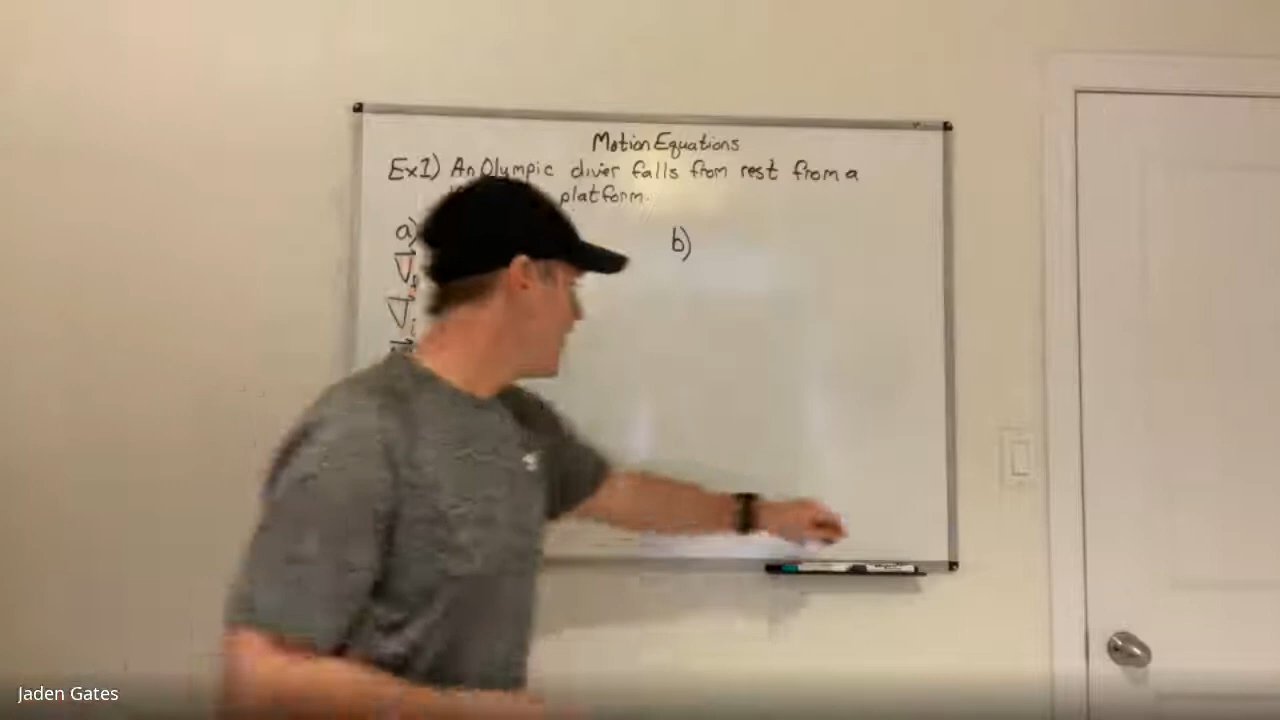 Motion Equations
Ex1) An Olympic diver falls from rest from a
platform.
a)
b)
Jaden Gates